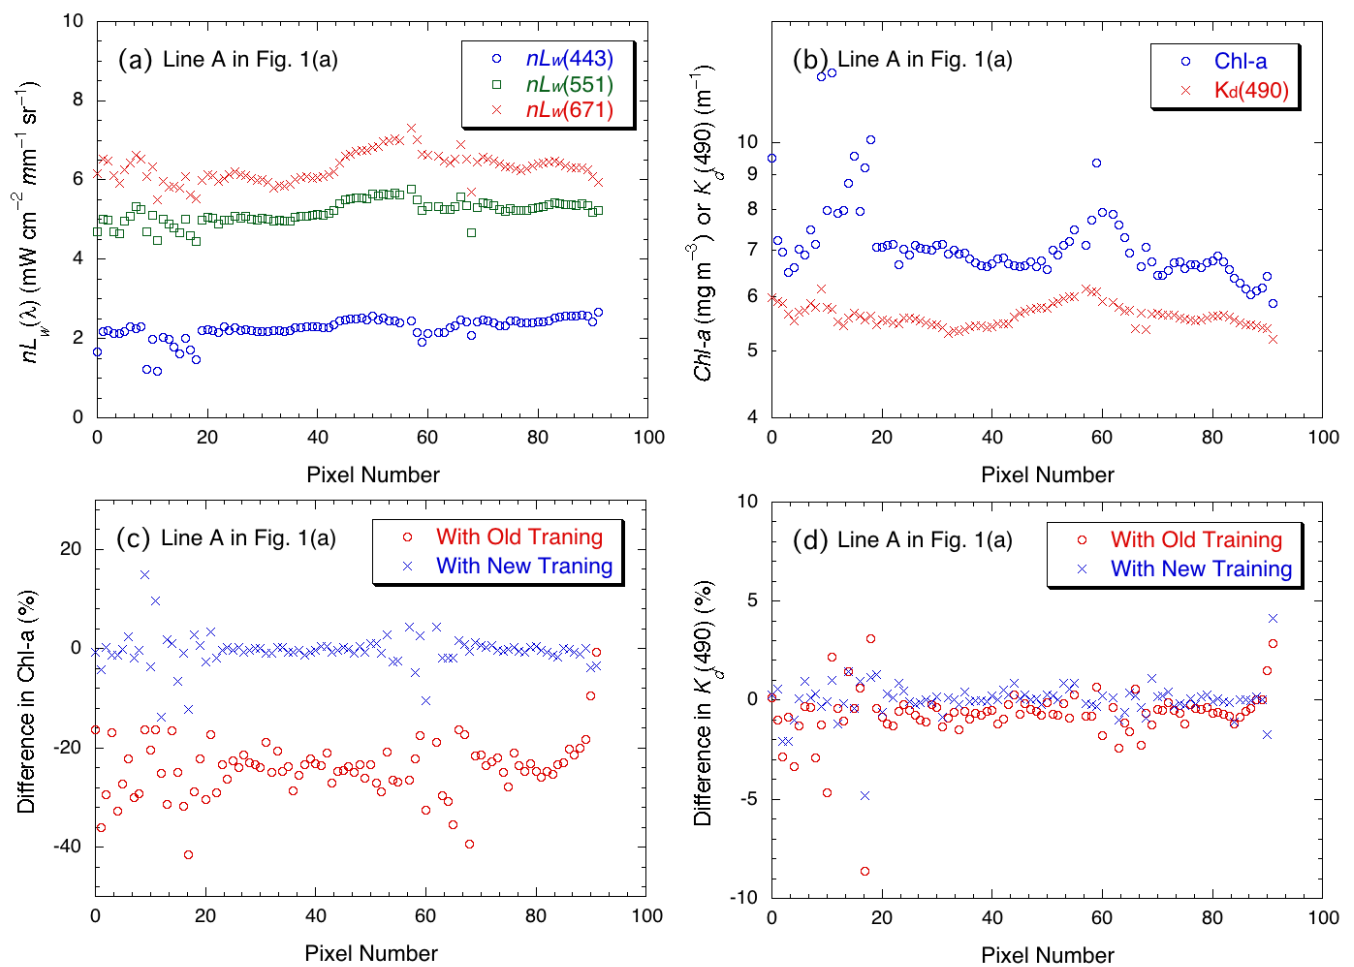 (a) Line A in Fig. 1(a)
nLw(443)
nLw(551)
nLw(671)
nLw(λ) (mW cm−2 mm−1 sr−1)
10
8
6
4
2
0
0 20 40 60 80 100
Pixel Number
(b) Line A in Fig. 1(a)
Chl-a
Kd(490)
Chl-a (mg m−3) or Kd(490) (m−1)
10
9
8
7
6
5
4
0 20 40 60 80 100
Pixel Number
(c) Line A in Fig. 1(a)
With Old Traning
With New Traning
Difference in Chl-a (%)
20
0
-20
-40
0 20 40 60 80 100
Pixel Number
(d) Line A in Fig. 1(a)
With Old Training
With New Training
Difference in Kd(490) (%)
10
5
0
-5
-10
0 20 40 60 80 100
Pixel Number